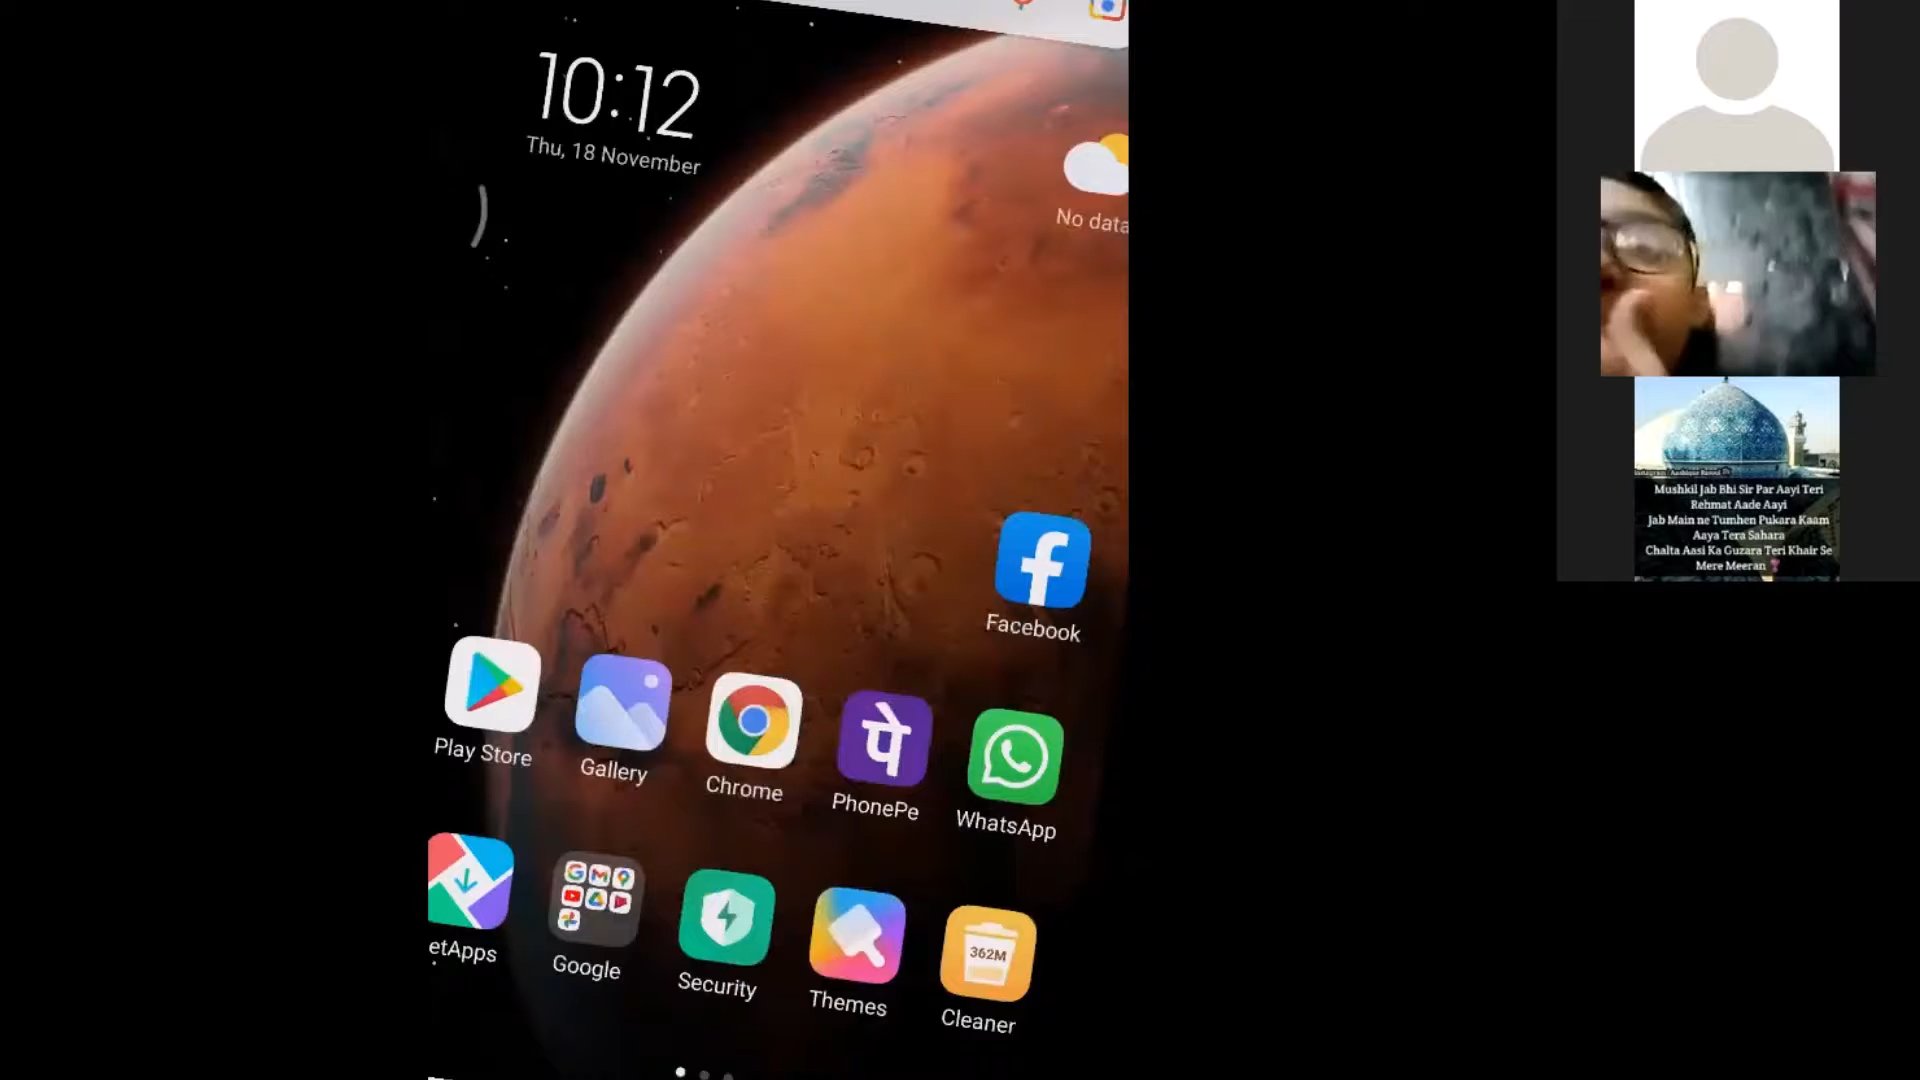 10:12
Thu, 18 November
No data
Facebook
Play Store
Gallery
Chrome
पे
PhonePe
WhatsApp
etApps
Google
Security
Themes
362M
Cleaner
Mushkil Jab Bhi Sir Par Aayi Teri
Rehmat Aade Aayi
Jab Main ne Tumhen Pukara Kaam
Aaya Tera Sahara
Chalta Aasi Ka Guzara Teri Khair Se
Mere Meeran